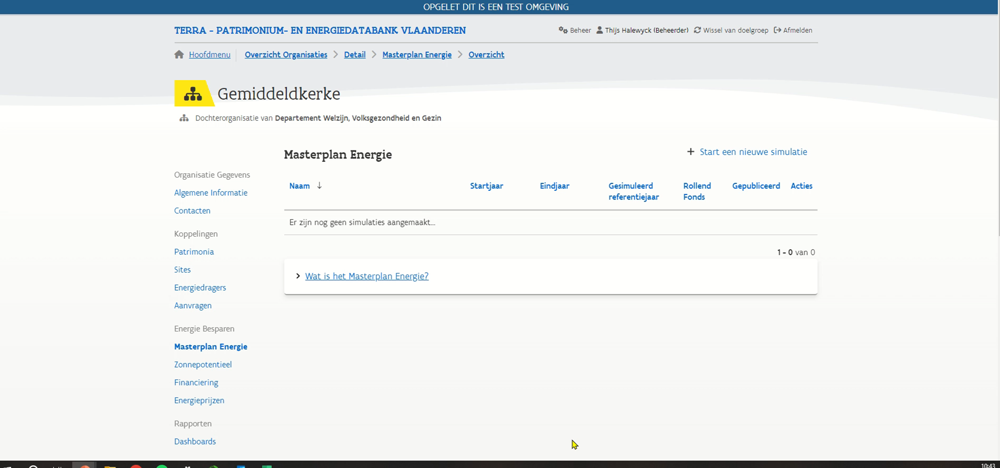 OPGELET DIT IS EEN TEST OMGEVING
TERRA - PATRIMONIUM- EN ENERGIEDATABANK VLAANDEREN
Beheer Thijs Halewyck (Beheerder) Wissel van doelgroep Afmelden
Hoofdmenu Overzicht Organisaties Detail Masterplan Energie Overzicht
Gemiddeldkerke
Dochterorganisatie van Departement Welzijn, Volksgezondheid en Gezin
Organisatie Gegevens
Algemene Informatie
Contacten
Koppelingen
Patrimonia
Sites
Energiedragers
Aanvragen
Energie Besparen
Masterplan Energie
Zonnepotentieel
Financiering
Energieprijzen
Rapporten
Dashboards
Masterplan Energie
+ Start een nieuwe simulatie
Naam ↓ Startjaar Eindjaar Gesimuleerd referentiejaar Rollend Fonds Gepubliceerd Acties
Er zijn nog geen simulaties aangemaakt...
1 - 0 van 0
Wat is het Masterplan Energie?
10:43